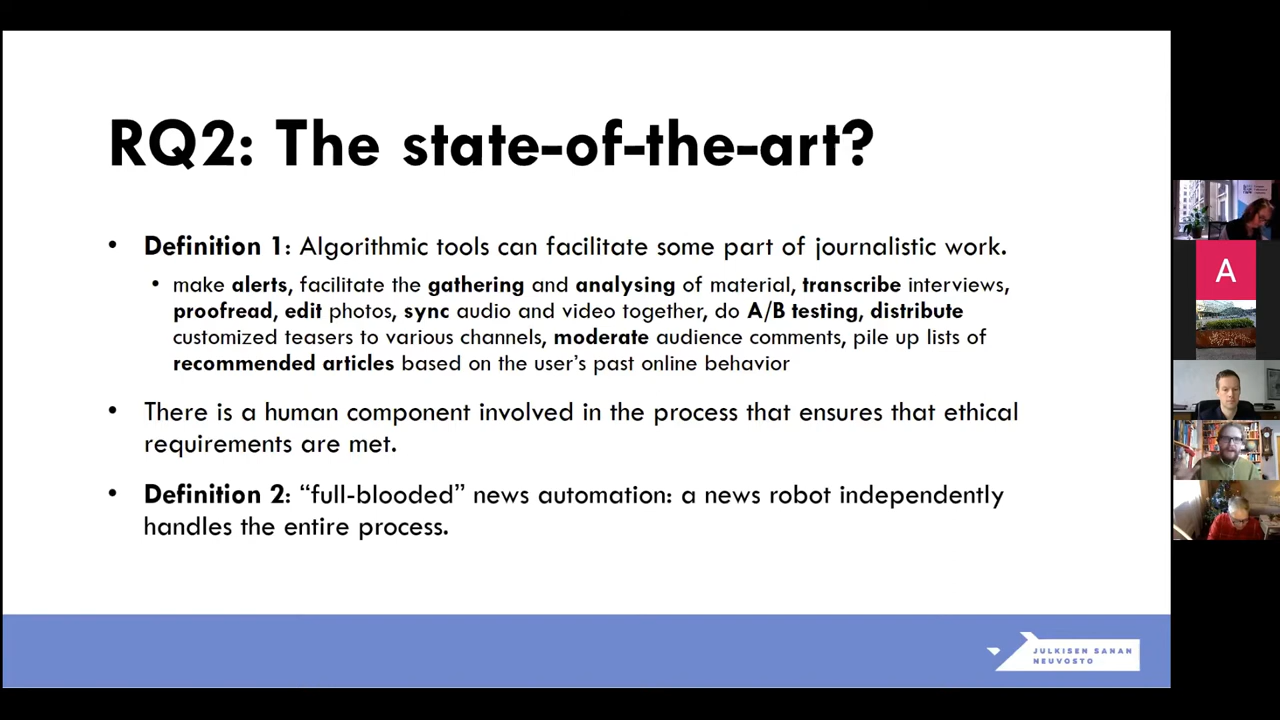 RQ2: The state-of-the-art?
• Definition 1: Algorithmic tools can facilitate some part of journalistic work.
• make alerts, facilitate the gathering and analysing of material, transcribe interviews,
proofread, edit photos, sync audio and video together, do A/B testing, distribute
customized teasers to various channels, moderate audience comments, pile up lists of
recommended articles based on the user’s past online behavior
• There is a human component involved in the process that ensures that ethical
requirements are met.
• Definition 2: “full-blooded” news automation: a news robot independently
handles the entire process.
JULKISEN SANAN
NEUVOSTO
A